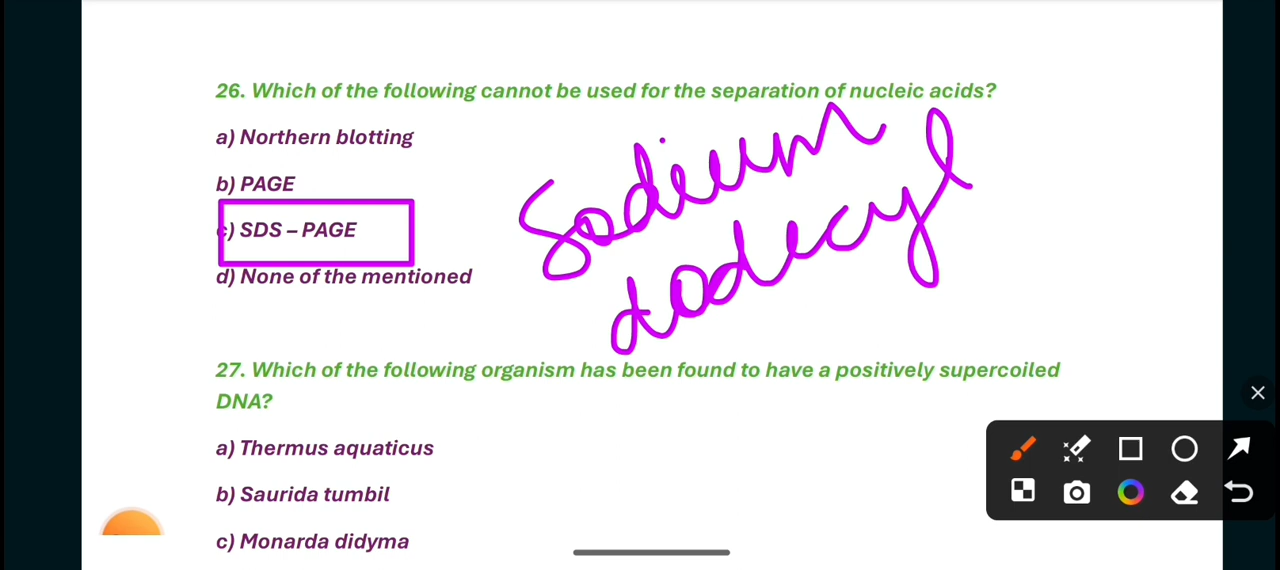 26. Which of the following cannot be used for the separation of nucleic acids?
a) Northern blotting
b) PAGE
c) SDS – PAGE
d) None of the mentioned
Sodium
dodecyl
27. Which of the following organism has been found to have a positively supercoiled
DNA?
a) Thermus aquaticus
b) Saurida tumbil
c) Monarda didyma